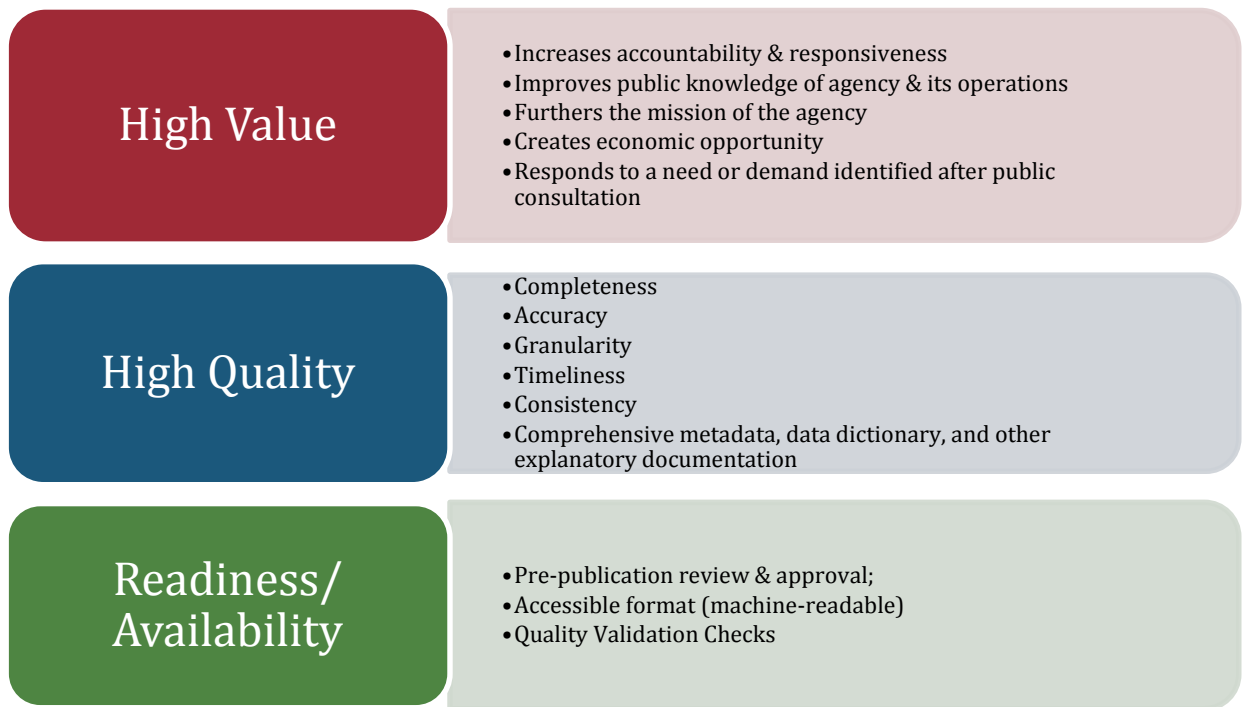 High Value
•Increases accountability & responsiveness
•Improves public knowledge of agency & its operations
•Furthers the mission of the agency
•Creates economic opportunity
•Responds to a need or demand identified after public
consultation
High Quality
•Completeness
•Accuracy
•Granularity
•Timeliness
•Consistency
•Comprehensive metadata, data dictionary, and other
explanatory documentation
Readiness/
Availability
•Pre-publication review & approval;
•Accessible format (machine-readable)
•Quality Validation Checks